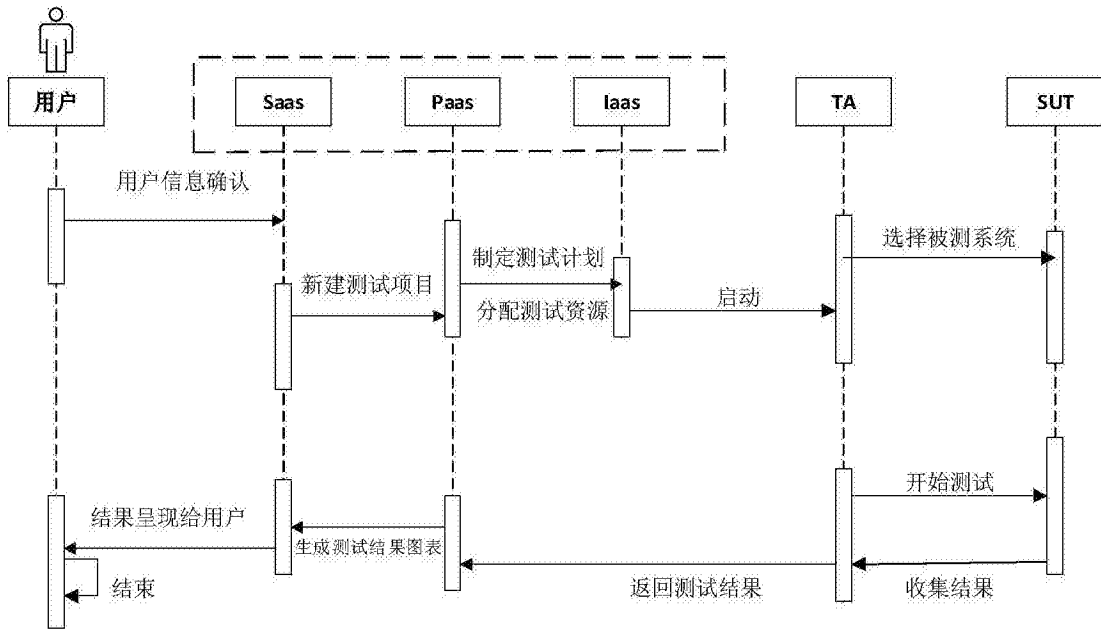 用户
Saas
Paas
Iaas
TA
SUT
用户信息确认
选择被测系统
制定测试计划
新建测试项目
分配测试资源
启动
开始测试
结果呈现给用户
生成测试结果图表
结束
返回测试结果
收集结果